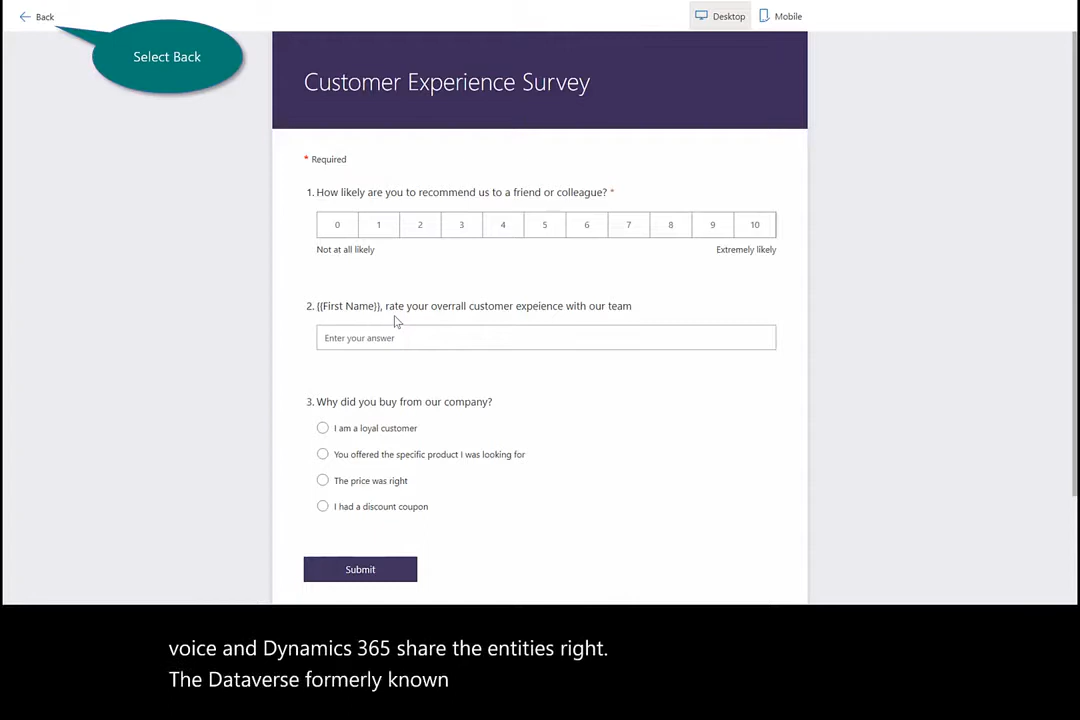 Back
Desktop
Mobile
Select Back
Customer Experience Survey
* Required
1. How likely are you to recommend us to a friend or colleague? *
0 1 2 3 4 5 6 7 8 9 10
Not at all likely
Extremely likely
2. {{First Name}}, rate your overrall customer expeience with our team
Enter your answer
3. Why did you buy from our company?
I am a loyal customer
You offered the specific product I was looking for
The price was right
I had a discount coupon
Submit
voice and Dynamics 365 share the entities right.
The Dataverse formerly known